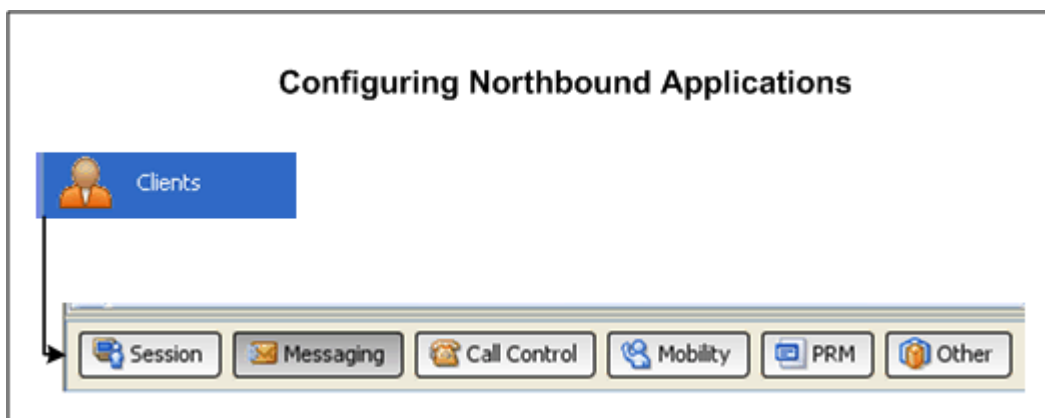 Configuring Northbound Applications
Clients
Session Messaging Call Control Mobility PRM Other